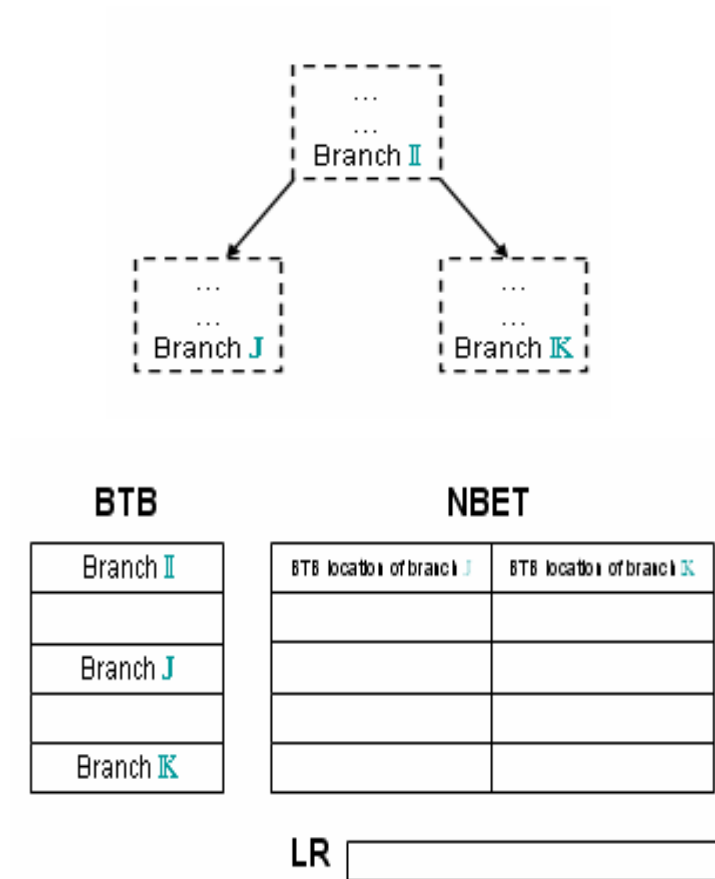 ...
...
Branch I
...
...
Branch J
...
...
Branch K
BTB
NBET
Branch I
BTB location of branch J
BTB location of branch K
Branch J
Branch K
LR